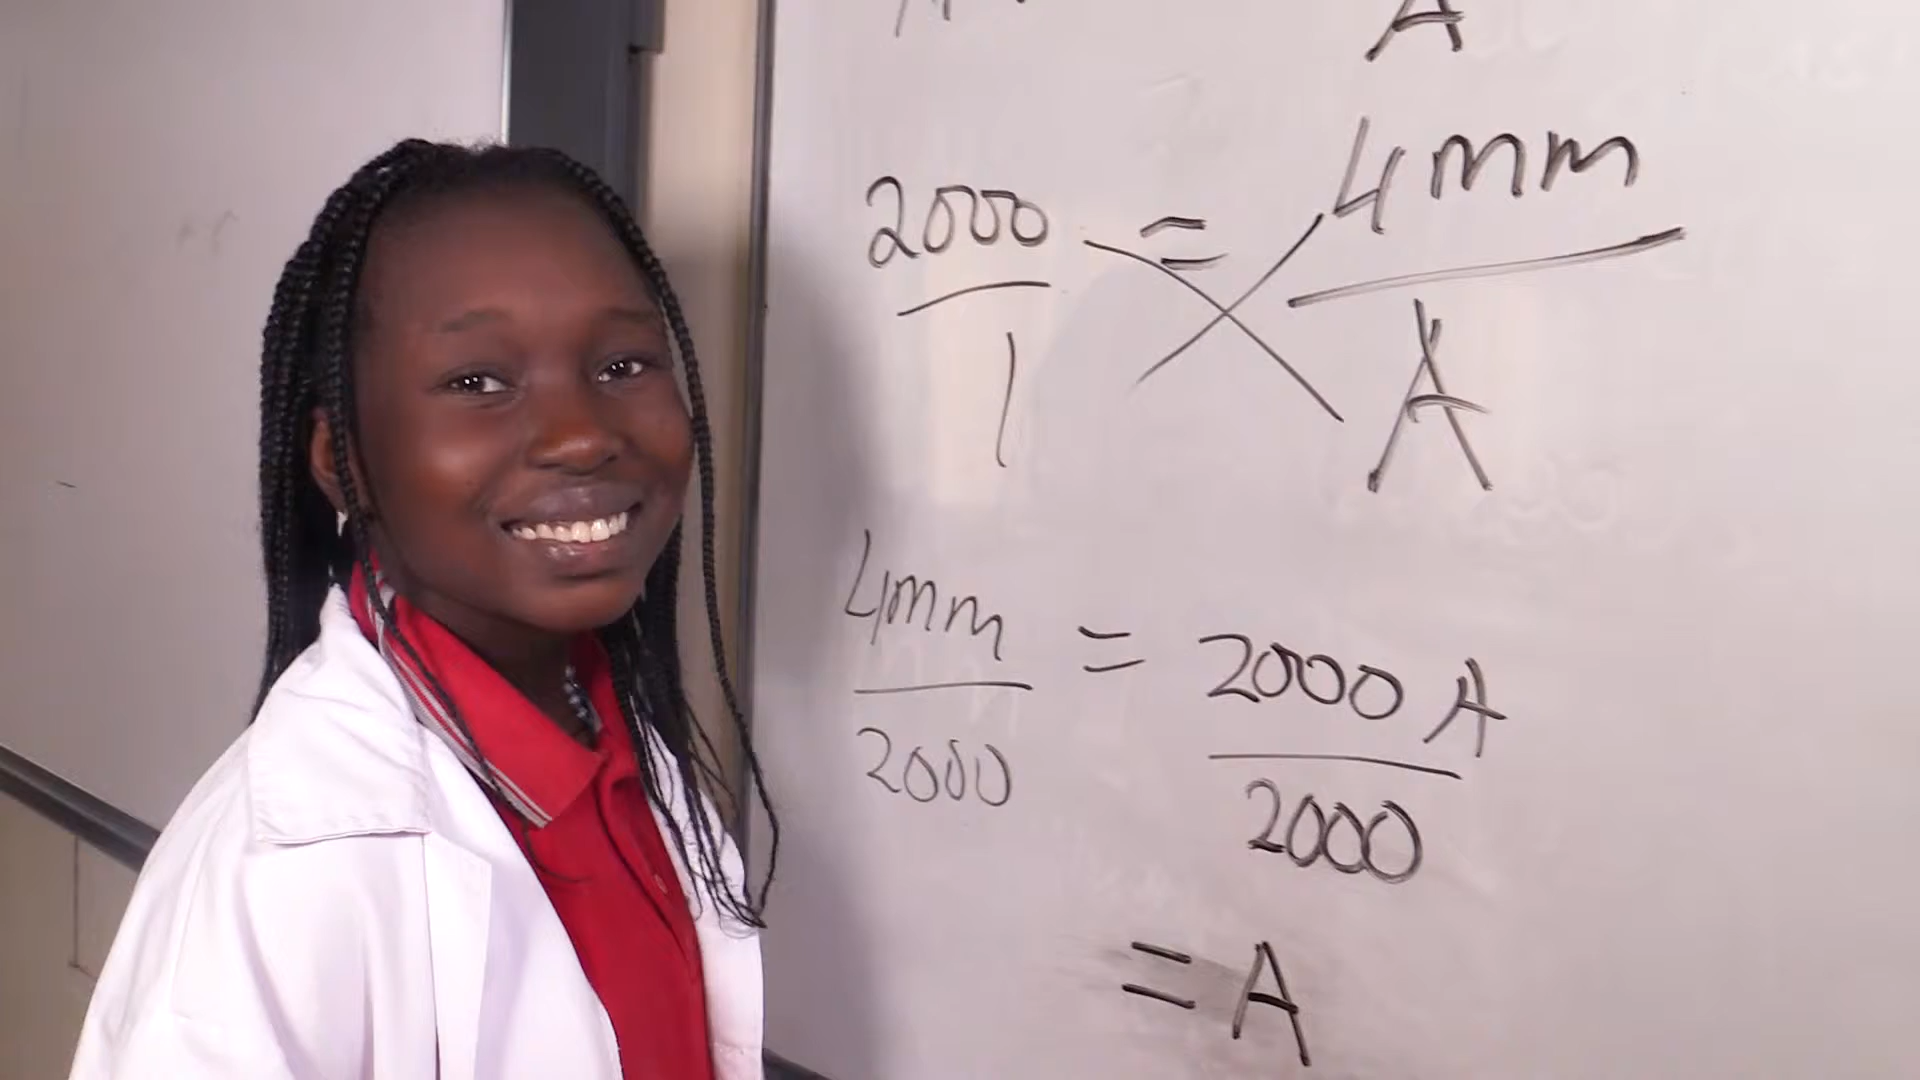 A
2000 = 4mm
1 A
4mm = 2000 A
2000 2000
= A